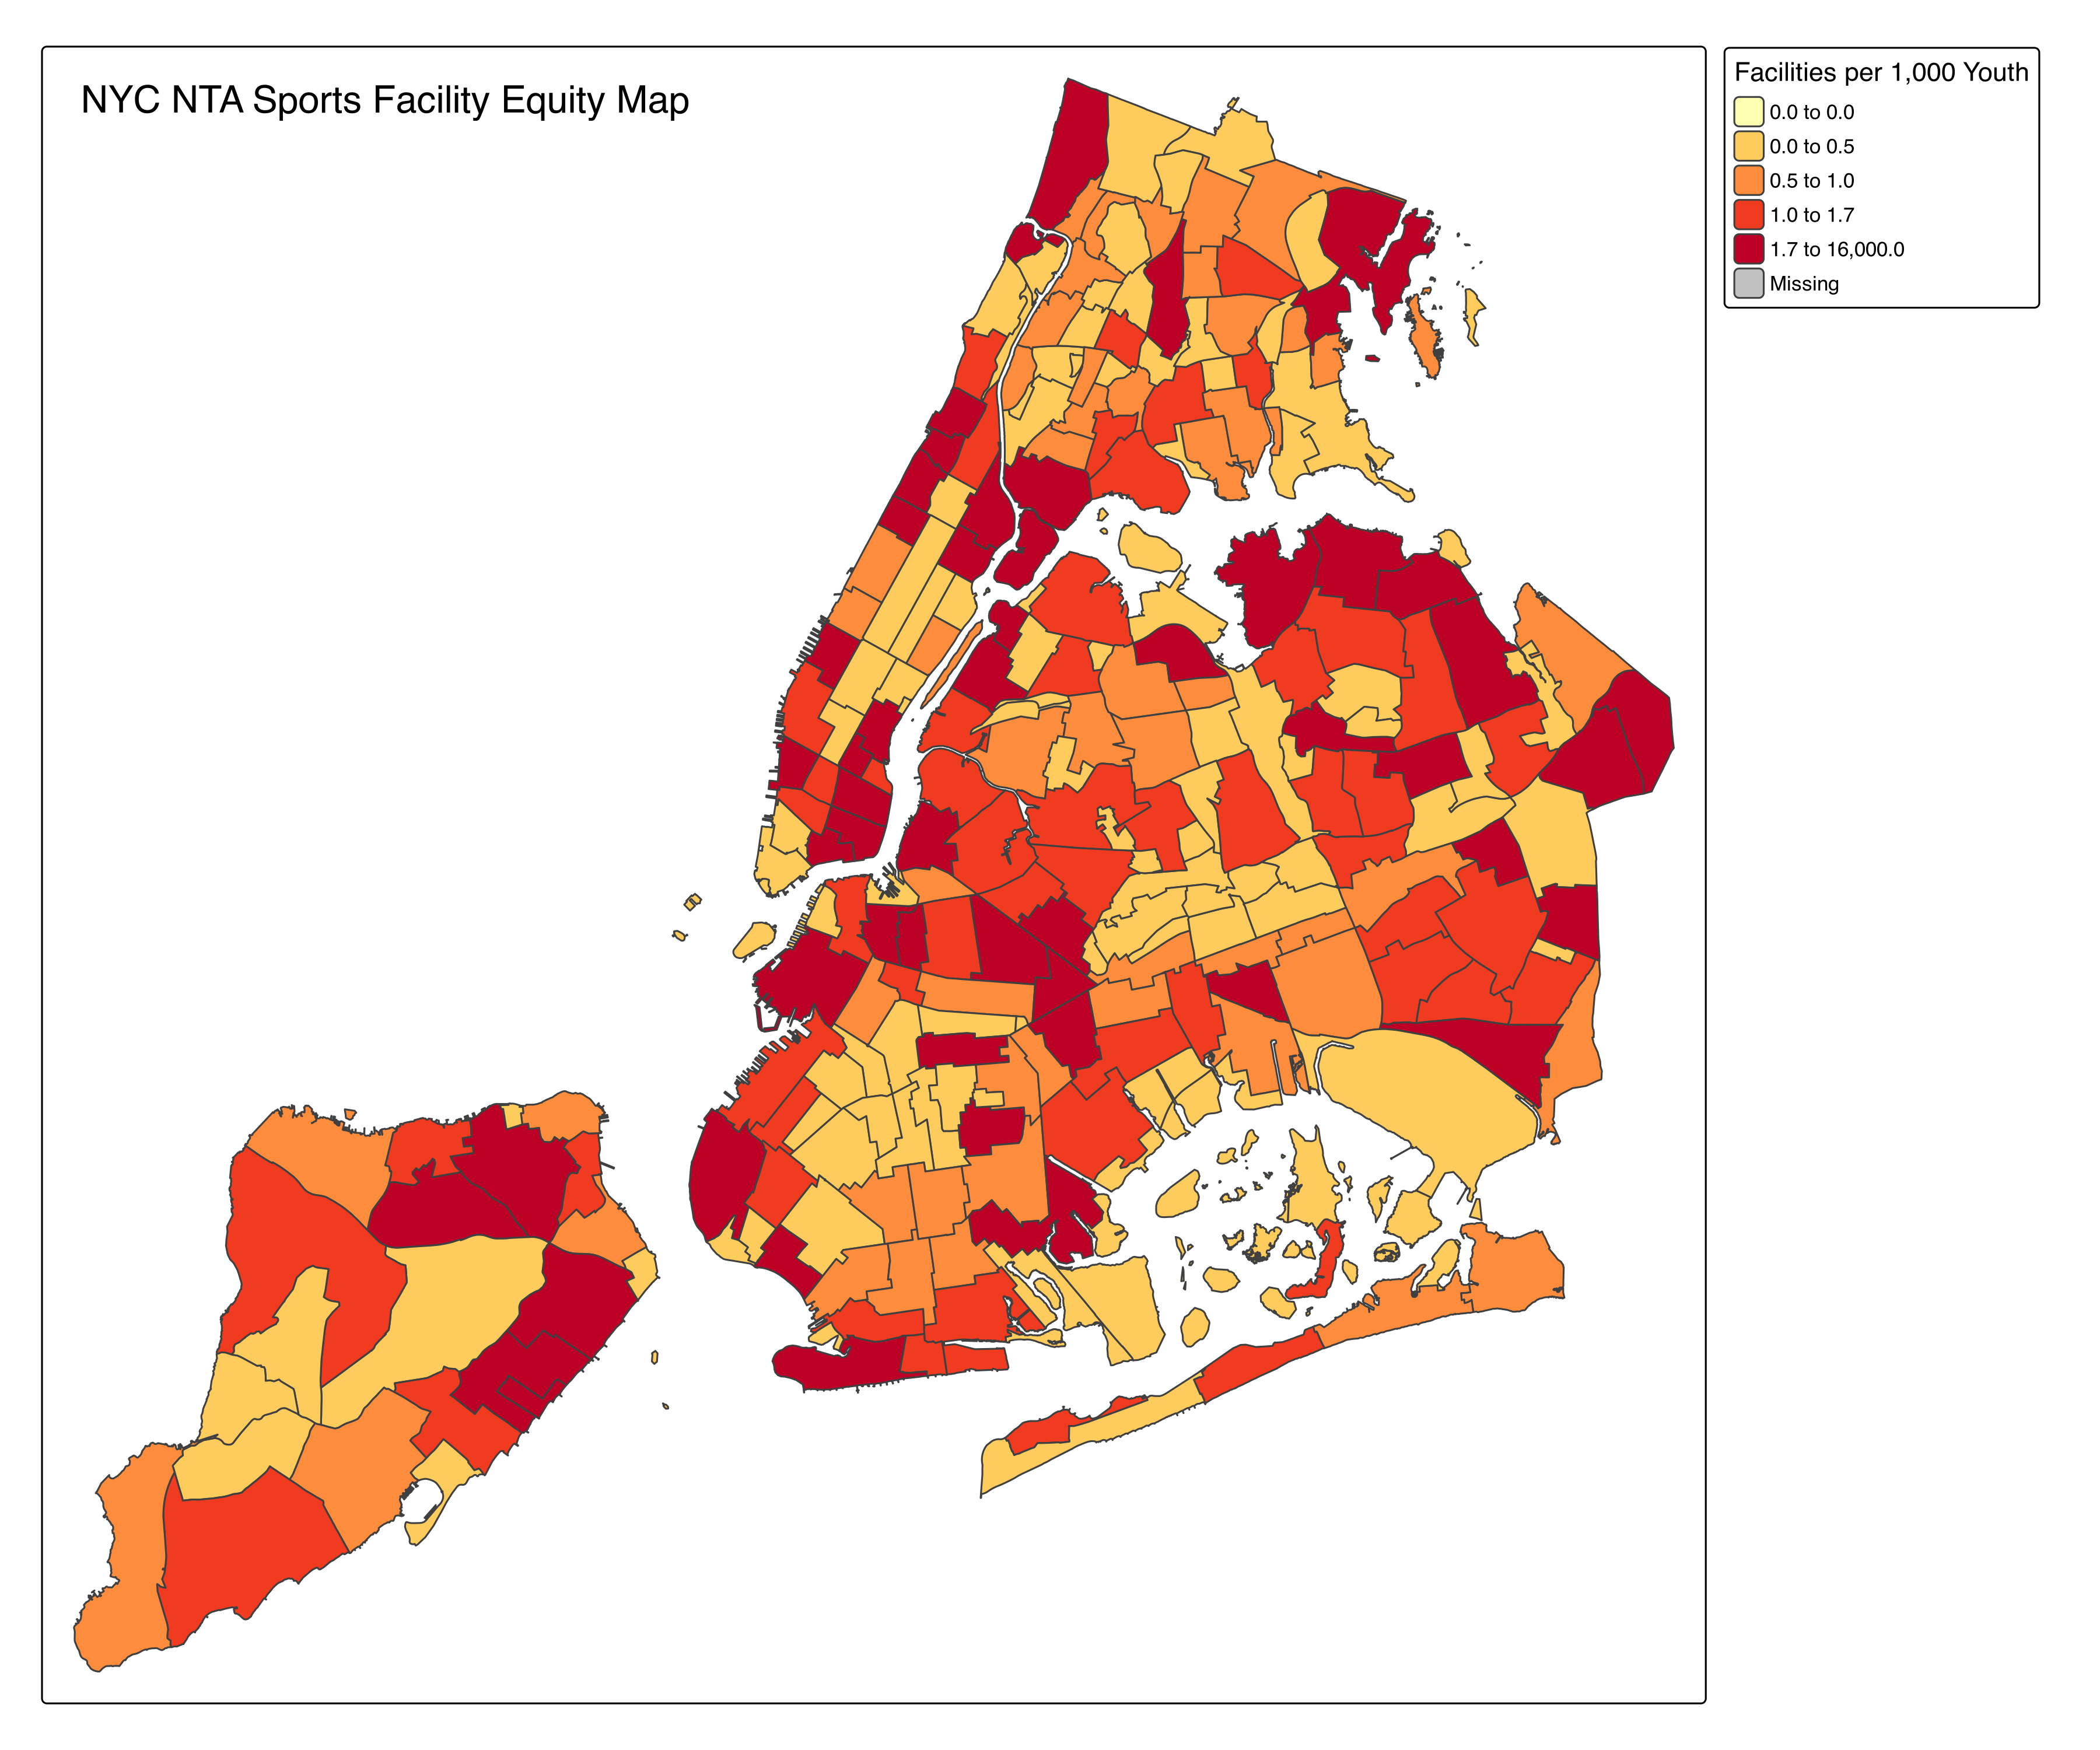 NYC NTA Sports Facility Equity Map
Facilities per 1,000 Youth
0.0 to 0.0
0.0 to 0.5
0.5 to 1.0
1.0 to 1.7
1.7 to 16,000.0
Missing